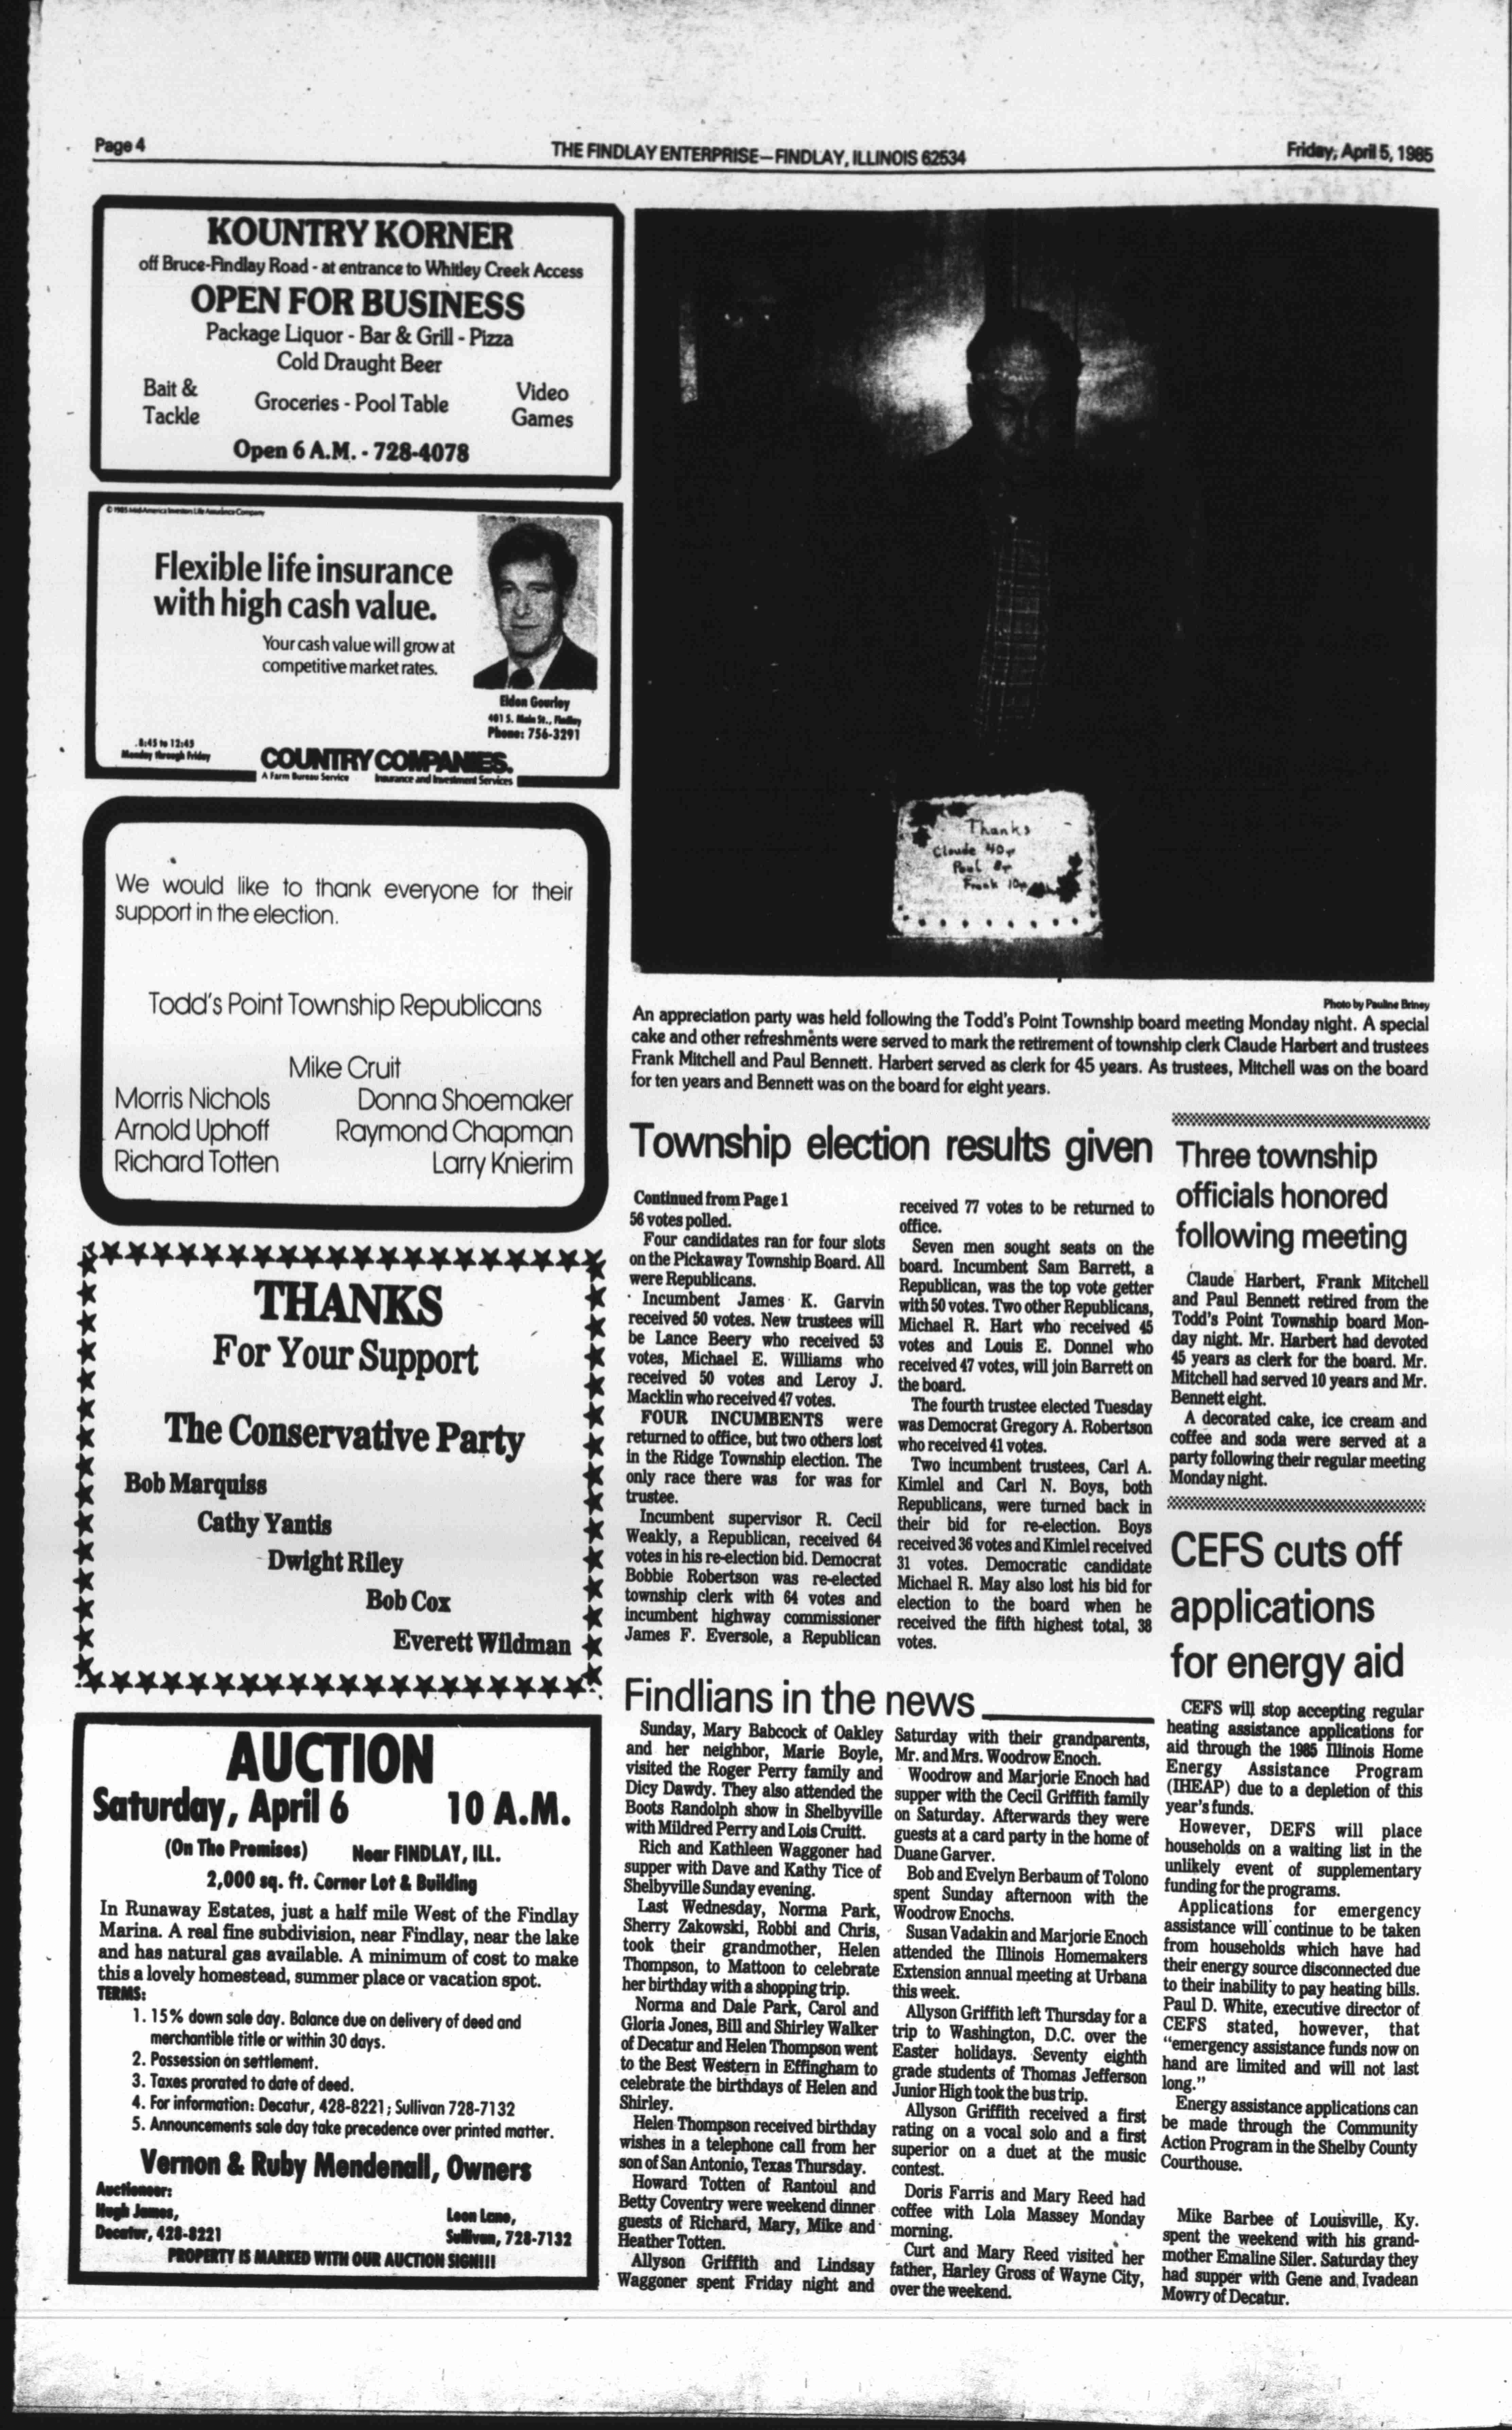 Page 4
THE FINDLAY ENTERPRISE—FINDLAY, ILLINOIS 62534
Friday, April 5, 1985
KOUNTRY KORNER
off Bruce-Findlay Road - at entrance to Whitley Creek Access
OPEN FOR BUSINESS
Package Liquor - Bar & Grill - Pizza
Cold Draught Beer
Bait &
Tackle
Groceries - Pool Table
Video
Games
Open 6 A.M. - 728-4078
© 1985 Mid-America Investors Life Assurance Company
Flexible life insurance
with high cash value.
Your cash value will grow at
competitive market rates.
Eldon Gourley
401 S. Main St., Findlay
Phone: 756-3291
8:45 to 12:45
Monday through Friday
COUNTRY COMPANIES.
A Farm Bureau Service
Insurance and Investment Services
We would like to thank everyone for their
support in the election.
Todd's Point Township Republicans
Mike Cruit
Morris Nichols
Donna Shoemaker
Arnold Uphoff
Raymond Chapman
Richard Totten
Larry Knierim
THANKS
For Your Support
The Conservative Party
Bob Marquiss
Cathy Yantis
Dwight Riley
Bob Cox
Everett Wildman
AUCTION
Saturday, April 6 10 A.M.
(On The Premises) Near FINDLAY, ILL.
2,000 sq. ft. Corner Lot & Building
In Runaway Estates, just a half mile West of the Findlay
Marina. A real fine subdivision, near Findlay, near the lake
and has natural gas available. A minimum of cost to make
this a lovely homestead, summer place or vacation spot.
TERMS:
1. 15% down sale day. Balance due on delivery of deed and
merchantible title or within 30 days.
2. Possession on settlement.
3. Taxes prorated to date of deed.
4. For information: Decatur, 428-8221; Sullivan 728-7132
5. Announcements sale day take precedence over printed matter.
Vernon & Ruby Mendenall, Owners
Auctioneer:
Hugh James,
Decatur, 428-8221
Leon Lane,
Sullivan, 728-7132
PROPERTY IS MARKED WITH OUR AUCTION SIGN!!!
Thanks
Claude 40yr
Paul 8yr
Frank 10yr
Photo by Pauline Briney
An appreciation party was held following the Todd's Point Township board meeting Monday night. A special
cake and other refreshments were served to mark the retirement of township clerk Claude Harbert and trustees
Frank Mitchell and Paul Bennett. Harbert served as clerk for 45 years. As trustees, Mitchell was on the board
for ten years and Bennett was on the board for eight years.
Township election results given
Continued from Page 1
56 votes polled.
Four candidates ran for four slots
on the Pickaway Township Board. All
were Republicans.
Incumbent James K. Garvin
received 50 votes. New trustees will
be Lance Beery who received 53
votes, Michael E. Williams who
received 50 votes and Leroy J.
Macklin who received 47 votes.
FOUR INCUMBENTS were
returned to office, but two others lost
in the Ridge Township election. The
only race there was for was for
trustee.
Incumbent supervisor R. Cecil
Weakly, a Republican, received 64
votes in his re-election bid. Democrat
Bobbie Robertson was re-elected
township clerk with 64 votes and
incumbent highway commissioner
James F. Eversole, a Republican
received 77 votes to be returned to
office.
Seven men sought seats on the
board. Incumbent Sam Barrett, a
Republican, was the top vote getter
with 50 votes. Two other Republicans,
Michael R. Hart who received 45
votes and Louis E. Donnel who
received 47 votes, will join Barrett on
the board.
The fourth trustee elected Tuesday
was Democrat Gregory A. Robertson
who received 41 votes.
Two incumbent trustees, Carl A.
Kimlel and Carl N. Boys, both
Republicans, were turned back in
their bid for re-election. Boys
received 36 votes and Kimlel received
31 votes. Democratic candidate
Michael R. May also lost his bid for
election to the board when he
received the fifth highest total, 38
votes.
Three township
officials honored
following meeting
Claude Harbert, Frank Mitchell
and Paul Bennett retired from the
Todd's Point Township board Mon-
day night. Mr. Harbert had devoted
45 years as clerk for the board. Mr.
Mitchell had served 10 years and Mr.
Bennett eight.
A decorated cake, ice cream and
coffee and soda were served at a
party following their regular meeting
Monday night.
CEFS cuts off
applications
for energy aid
CEFS will stop accepting regular
heating assistance applications for
aid through the 1985 Illinois Home
Energy Assistance Program
(IHEAP) due to a depletion of this
year's funds.
However, DEFS will place
households on a waiting list in the
unlikely event of supplementary
funding for the programs.
Applications for emergency
assistance will continue to be taken
from households which have had
their energy source disconnected due
to their inability to pay heating bills.
Paul D. White, executive director of
CEFS stated, however, that
"emergency assistance funds now on
hand are limited and will not last
long."
Energy assistance applications can
be made through the Community
Action Program in the Shelby County
Courthouse.
Mike Barbee of Louisville, Ky.
spent the weekend with his grand-
mother Emaline Siler. Saturday they
had supper with Gene and Ivadean
Mowry of Decatur.
Findlians in the news
Sunday, Mary Babcock of Oakley
and her neighbor, Marie Boyle,
visited the Roger Perry family and
Dicy Dawdy. They also attended the
Boots Randolph show in Shelbyville
with Mildred Perry and Lois Cruitt.
Rich and Kathleen Waggoner had
supper with Dave and Kathy Tice of
Shelbyville Sunday evening.
Last Wednesday, Norma Park,
Sherry Zakowski, Robbi and Chris,
took their grandmother, Helen
Thompson, to Mattoon to celebrate
her birthday with a shopping trip.
Norma and Dale Park, Carol and
Gloria Jones, Bill and Shirley Walker
of Decatur and Helen Thompson went
to the Best Western in Effingham to
celebrate the birthdays of Helen and
Shirley.
Helen Thompson received birthday
wishes in a telephone call from her
son of San Antonio, Texas Thursday.
Howard Totten of Rantoul and
Betty Coventry were weekend dinner
guests of Richard, Mary, Mike and
Heather Totten.
Allyson Griffith and Lindsay
Waggoner spent Friday night and
Saturday with their grandparents,
Mr. and Mrs. Woodrow Enoch.
Woodrow and Marjorie Enoch had
supper with the Cecil Griffith family
on Saturday. Afterwards they were
guests at a card party in the home of
Duane Garver.
Bob and Evelyn Berbaum of Tolono
spent Sunday afternoon with the
Woodrow Enochs.
Susan Vadakin and Marjorie Enoch
attended the Illinois Homemakers
Extension annual meeting at Urbana
this week.
Allyson Griffith left Thursday for a
trip to Washington, D.C. over the
Easter holidays. Seventy eighth
grade students of Thomas Jefferson
Junior High took the bus trip.
Allyson Griffith received a first
rating on a vocal solo and a first
superior on a duet at the music
contest.
Doris Farris and Mary Reed had
coffee with Lola Massey Monday
morning.
Curt and Mary Reed visited her
father, Harley Gross of Wayne City,
over the weekend.